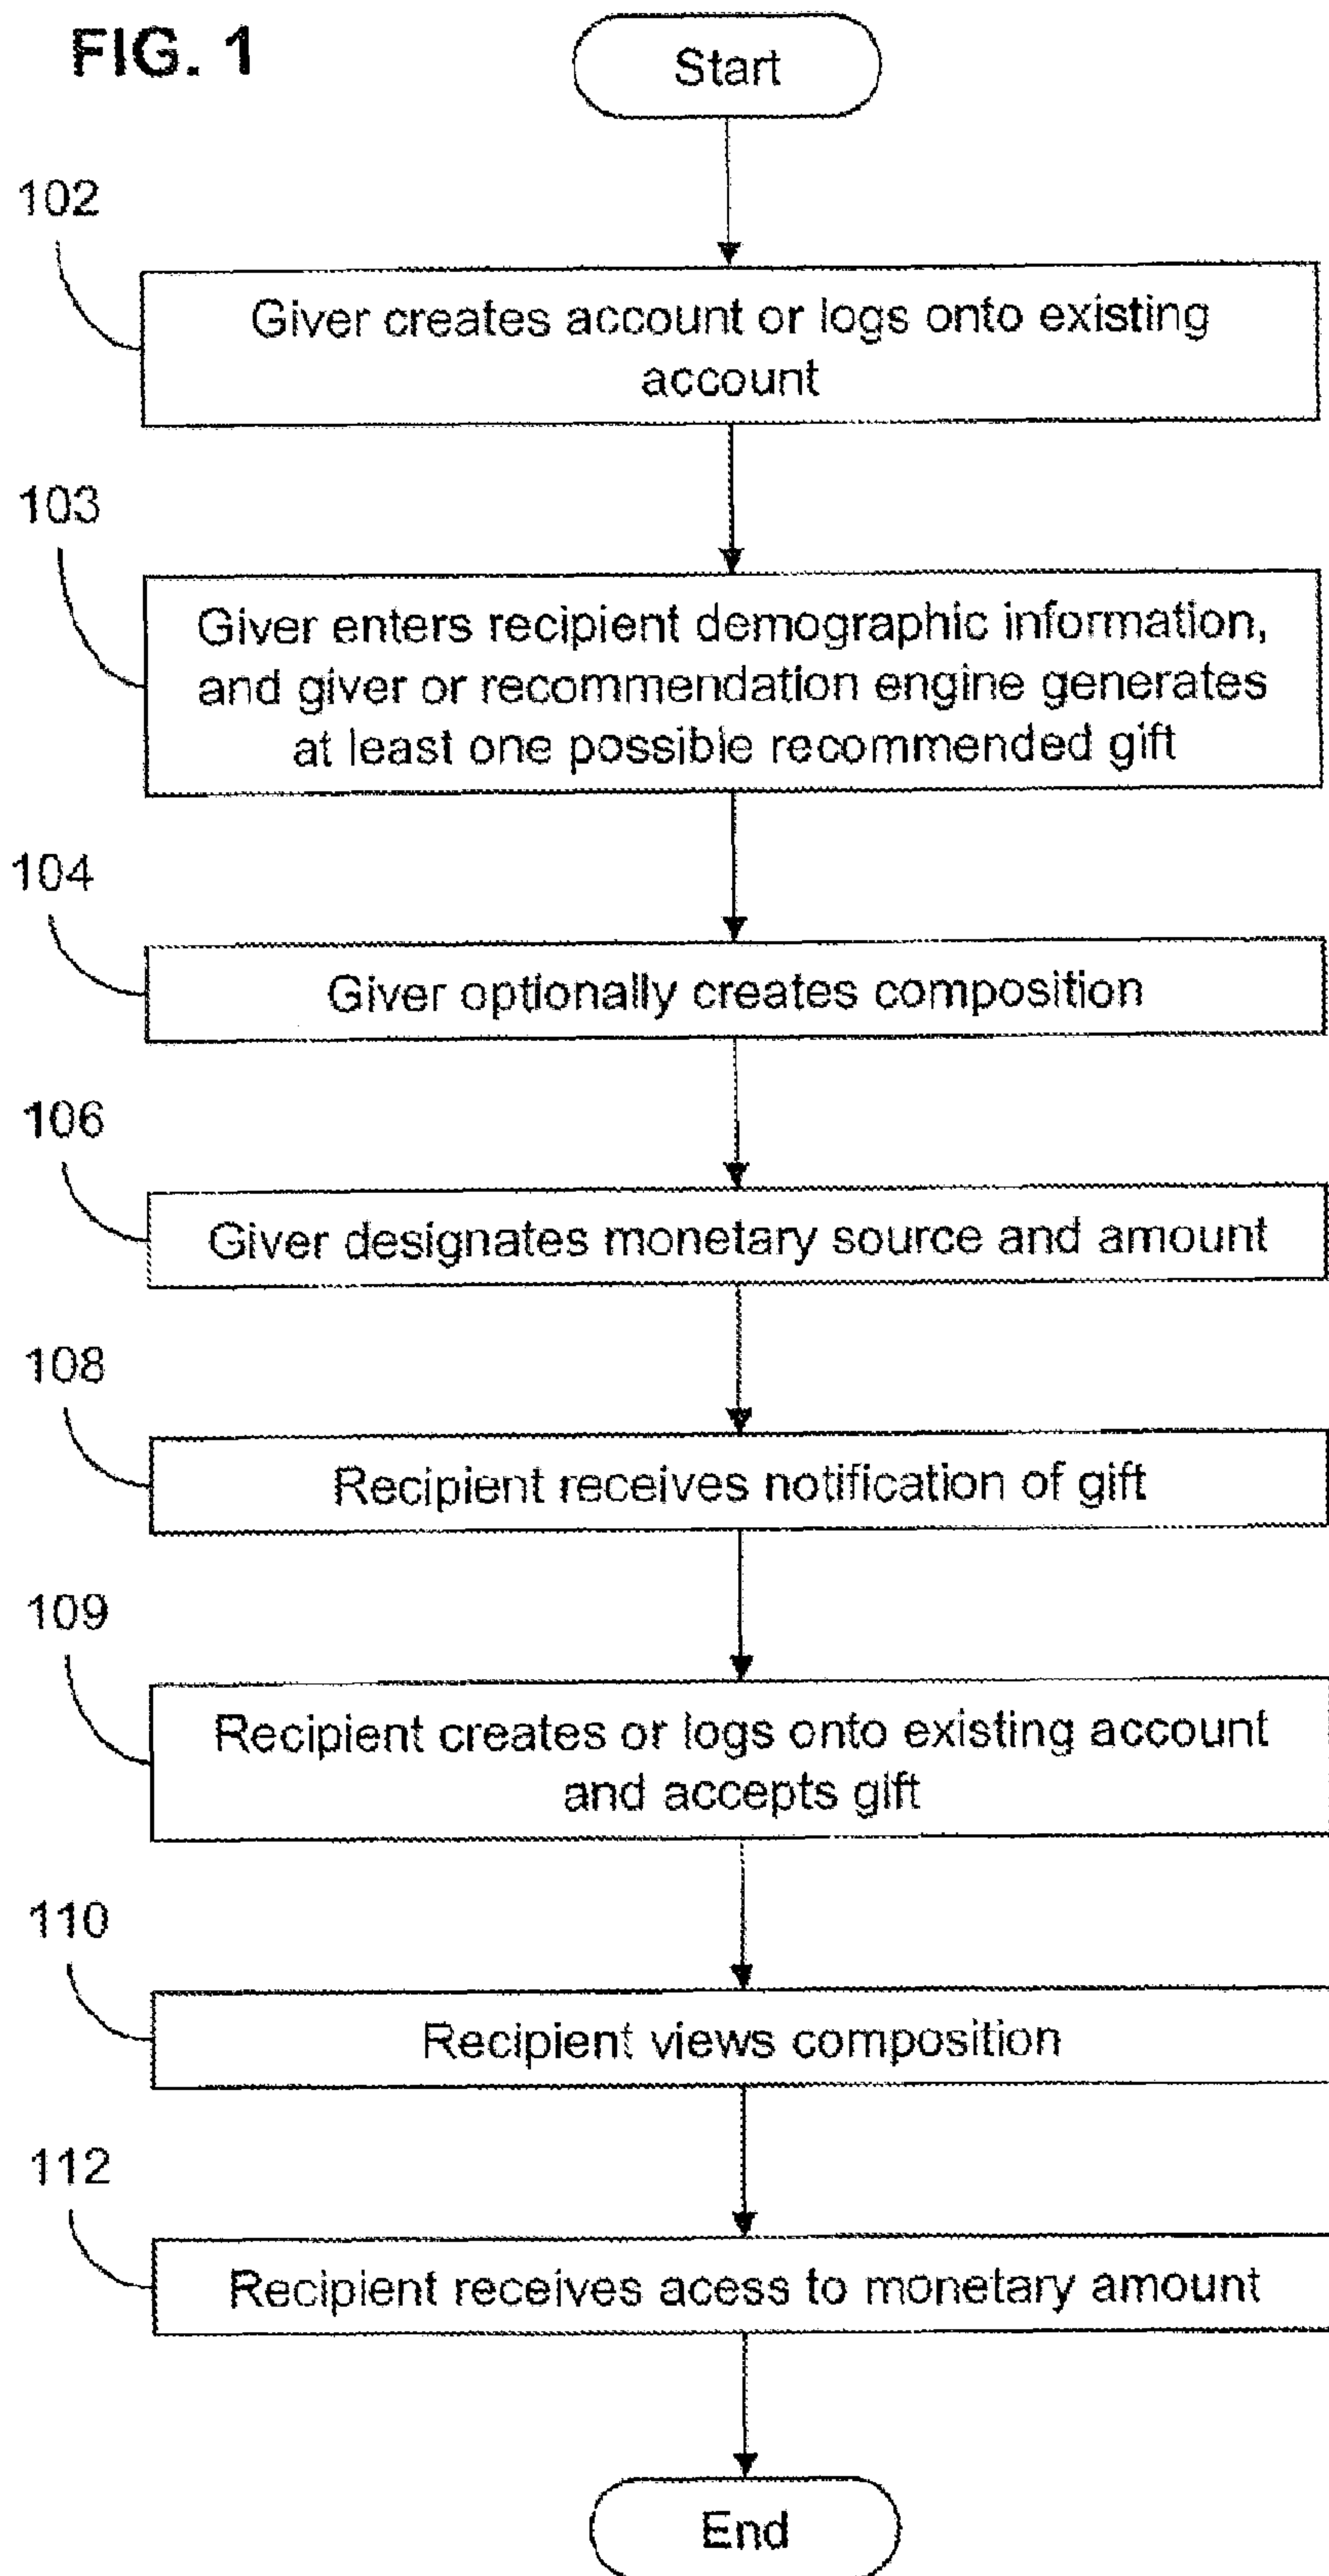 FIG. 1
Start
102
Giver creates account or logs onto existing
account
103
Giver enters recipient demographic information,
and giver or recommendation engine generates
at least one possible recommended gift
104
Giver optionally creates composition
106
Giver designates monetary source and amount
108
Recipient receives notification of gift
109
Recipient creates or logs onto existing account
and accepts gift
110
Recipient views composition
112
Recipient receives acess to monetary amount
End